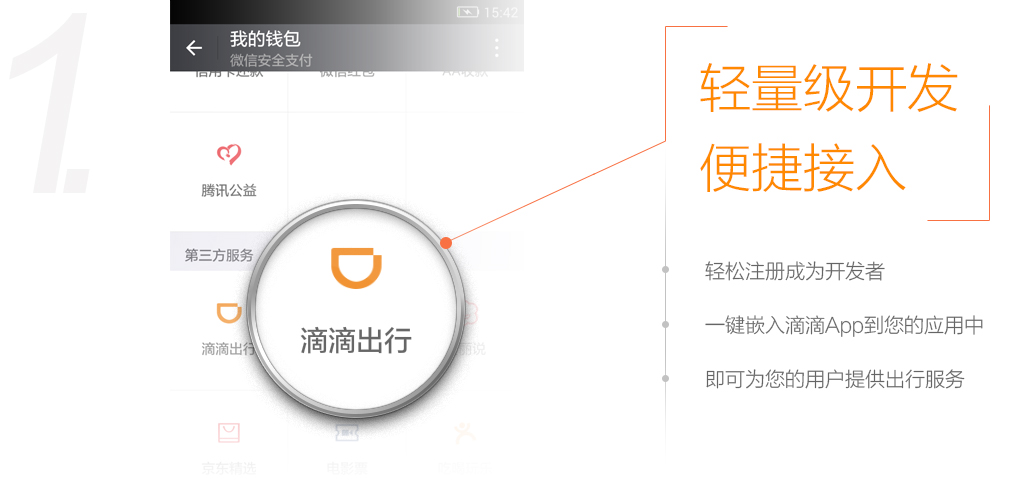 1.
15:42
我的钱包
微信安全支付
信用卡还款 微信红包 AA收款
腾讯公益
第三方服务
滴滴出行
滴滴出行
丽说
京东精选 电影票
轻量级开发
便捷接入
轻松注册成为开发者
一键嵌入滴滴App到您的应用中
即可为您的用户提供出行服务